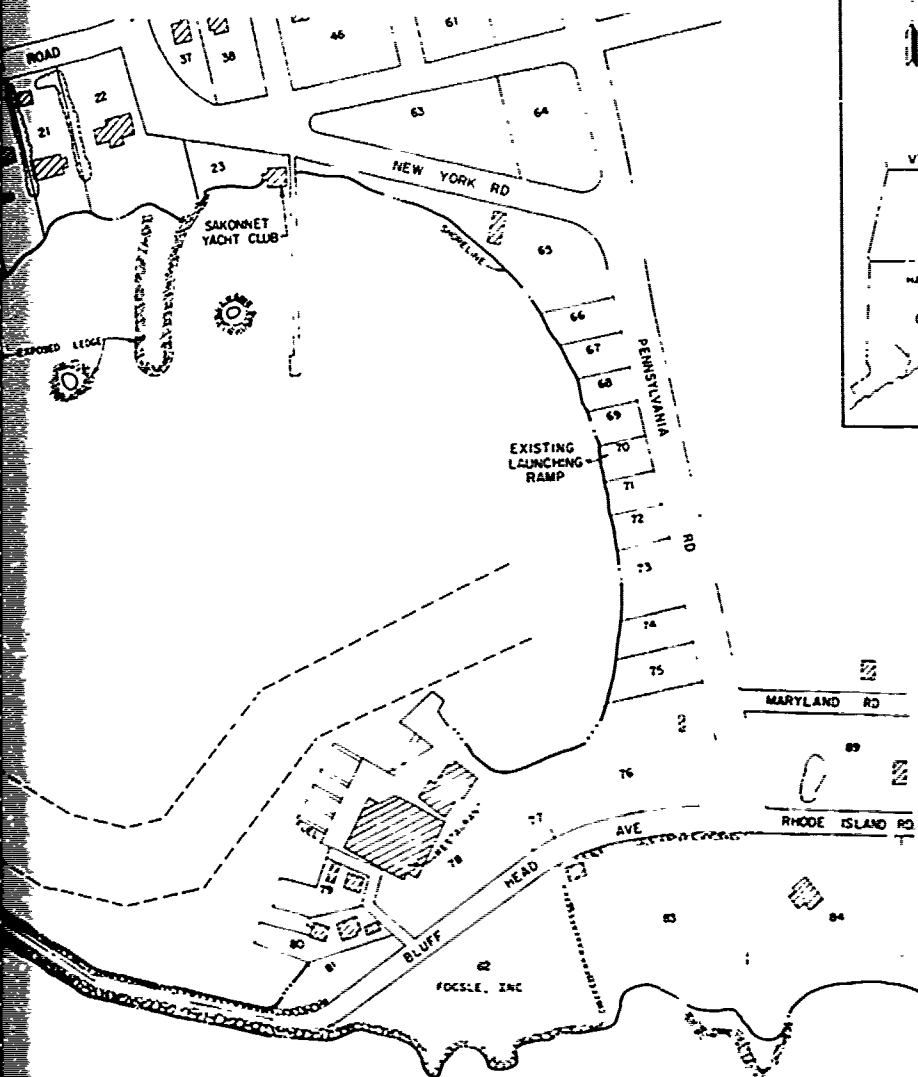 46
61
ROAD
37
38
22
63
64
21
23
NEW YORK RD
SAKONNET
YACHT CLUB
SHORELINE
65
66
EXPOSED LEDGE
67
PENNSYLVANIA
68
69
EXISTING
LAUNCHING
RAMP
70
71
72
RD
73
74
75
MARYLAND RD
89
76
77
AVE
RHODE ISLAND RD
78
HEAD
79
83
84
80
BLUFF
81
82
FOCSLE, INC